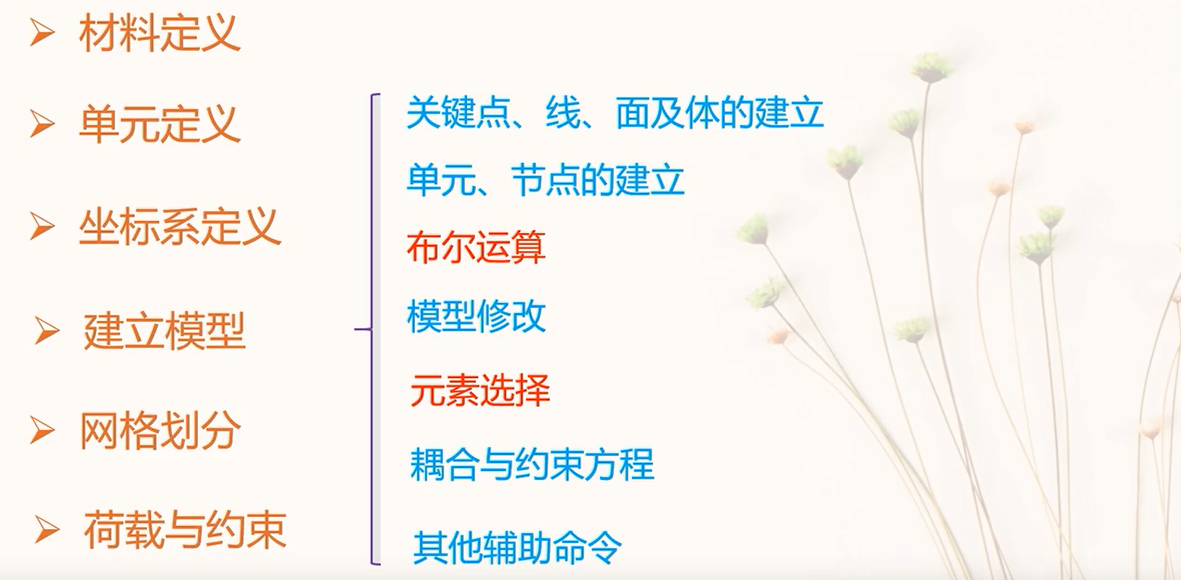 材料定义
单元定义
坐标系定义
建立模型
网格划分
荷载与约束
关键点、线、面及体的建立
单元、节点的建立
布尔运算
模型修改
元素选择
耦合与约束方程
其他辅助命令